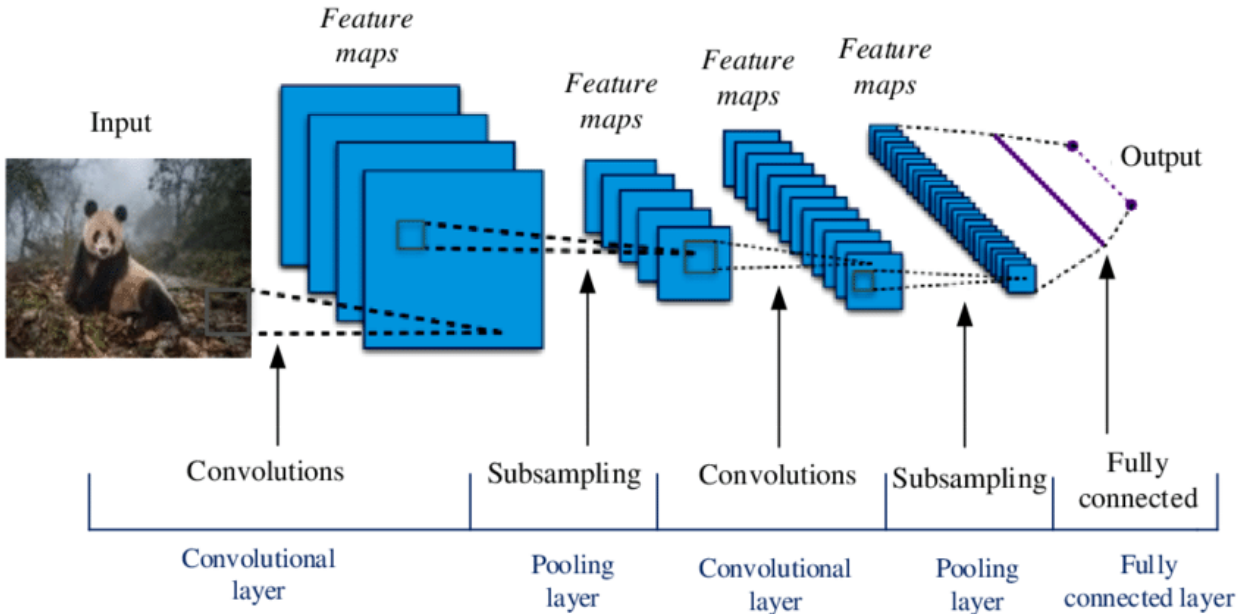 Feature
maps
Feature
maps
Feature
maps
Feature
maps
Input
Output
Convolutions
Subsampling
Convolutions
Subsampling
Fully
connected
Convolutional
layer
Pooling
layer
Convolutional
layer
Pooling
layer
Fully
connected layer